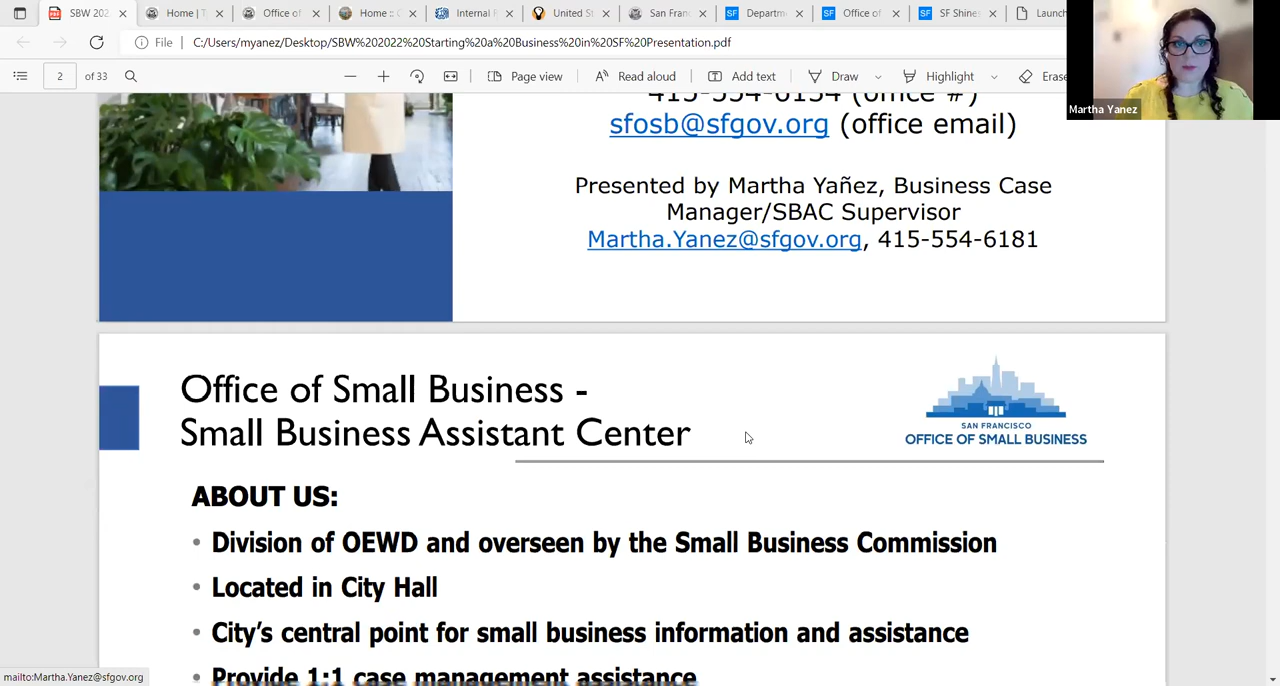 SBW 202
Home | T
Office of
Home ::
Internal
United St
San Franc
Departm
Office of
SF Shines
Launch
File
C:/Users/myanez/Desktop/SBW%202022%20Starting%20a%20Business%20in%20SF%20Presentation.pdf
2 of 33
Page view
Read aloud
Add text
Draw
Highlight
Erase
Martha Yanez
415-554-6134 (office #)
sfosb@sfgov.org (office email)
Presented by Martha Yañez, Business Case
Manager/SBAC Supervisor
Martha.Yanez@sfgov.org, 415-554-6181
Office of Small Business -
Small Business Assistant Center
SAN FRANCISCO
OFFICE OF SMALL BUSINESS
ABOUT US:
• Division of OEWD and overseen by the Small Business Commission
• Located in City Hall
• City's central point for small business information and assistance
• Provide 1:1 case management assistance
mailto:Martha.Yanez@sfgov.org